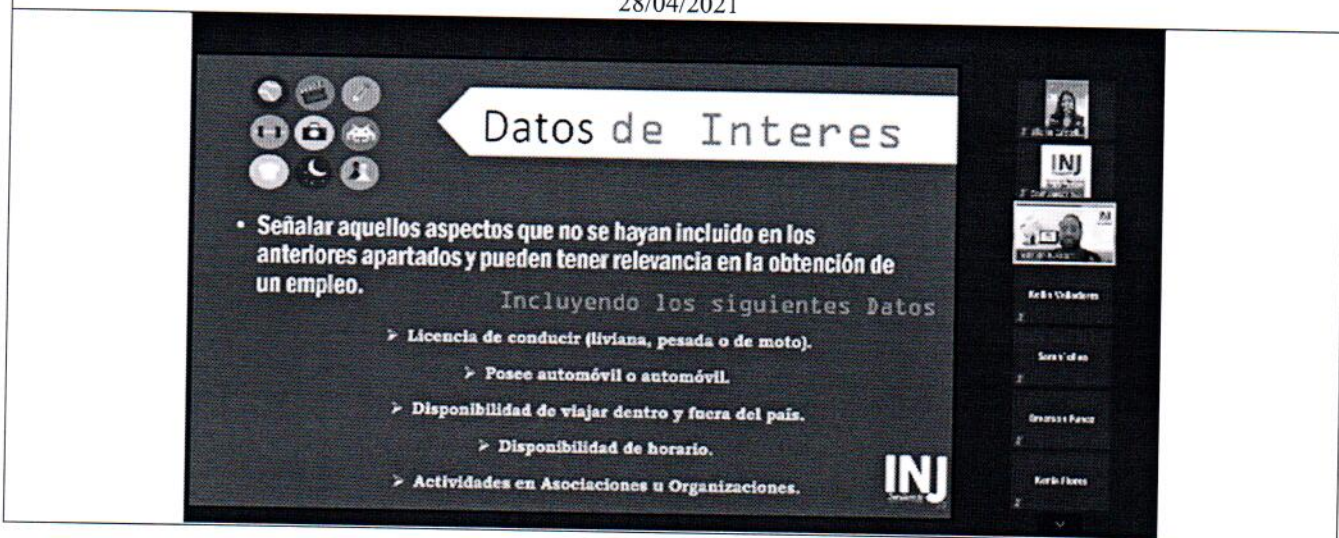 28/04/2021
Datos de Interes
• Señalar aquellos aspectos que no se hayan incluido en los
anteriores apartados y pueden tener relevancia en la obtención de
un empleo.
Incluyendo los siguientes Datos
➢ Licencia de conducir (liviana, pesada o de moto).
➢ Posee automóvil o automóvil.
➢ Disponibilidad de viajar dentro y fuera del país.
➢ Disponibilidad de horario.
➢ Actividades en Asociaciones u Organizaciones.
INJ
INJ
Flores